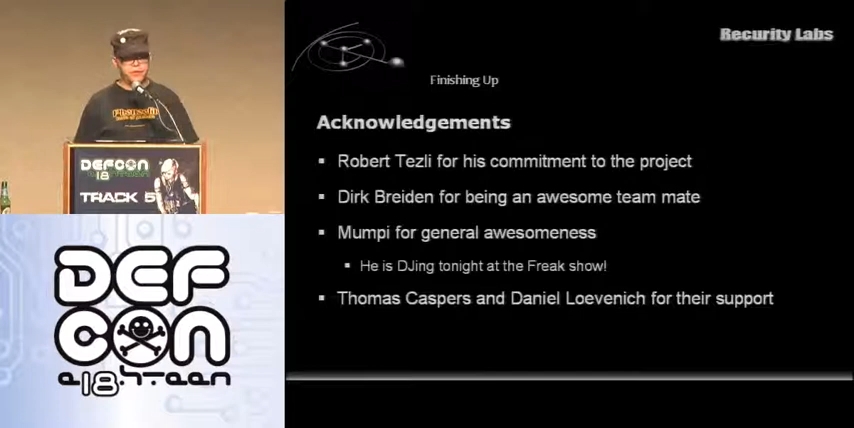 Recurity Labs
Finishing Up
Acknowledgements
Robert Tezli for his commitment to the project
Dirk Breiden for being an awesome team mate
Mumpi for general awesomeness
He is DJing tonight at the Freak show!
Thomas Caspers and Daniel Loevenich for their support
DEFCON
18
TRACK 5
DEF
CON
e.18.hteen